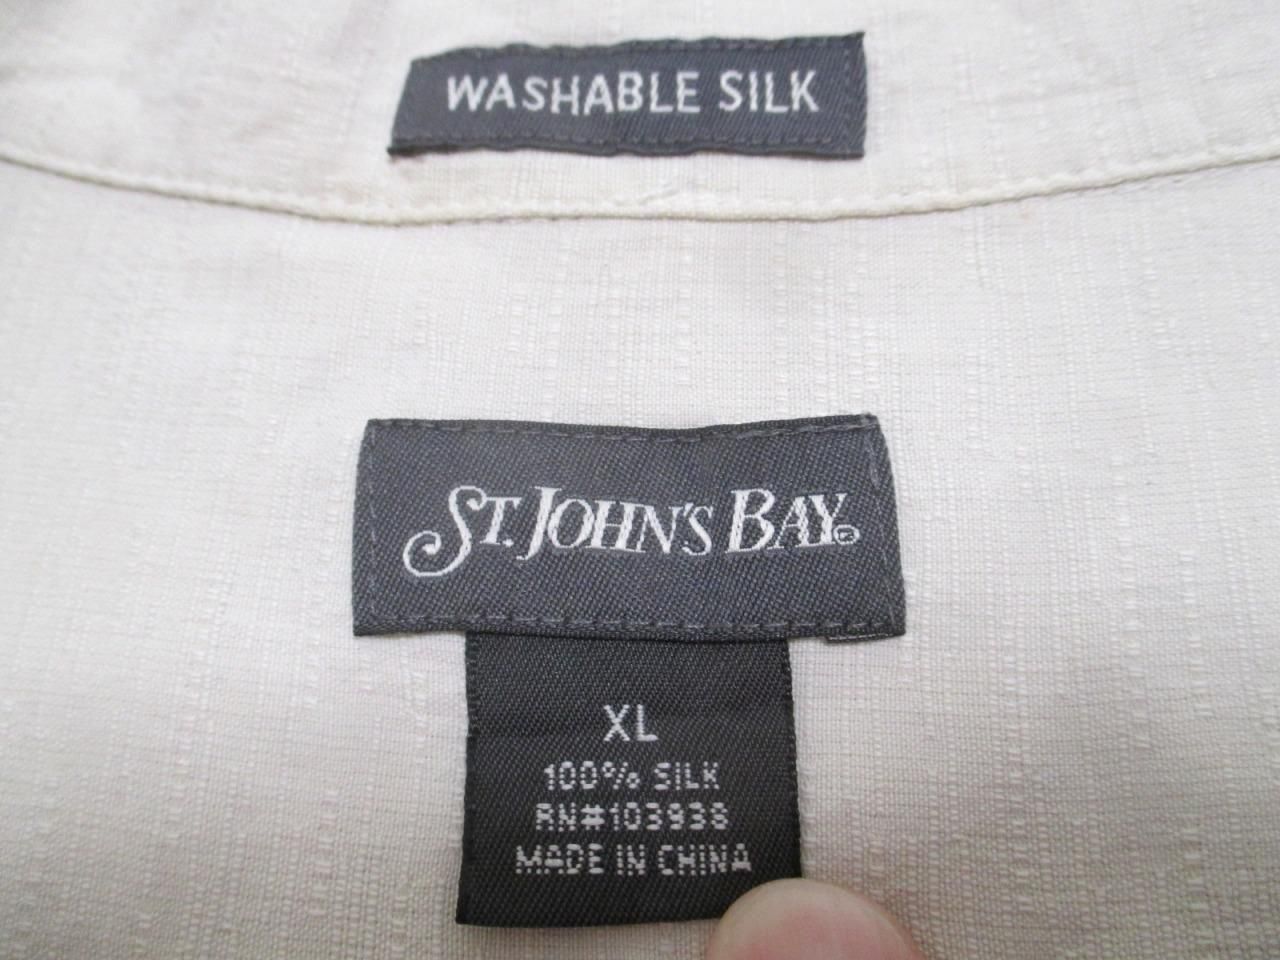 WASHABLE SILK
ST. JOHN'S BAY®
XL
100% SILK
RN#103938
MADE IN CHINA